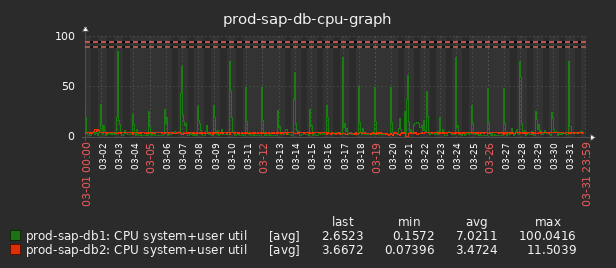 prod-sap-db-cpu-graph
100
50
0
03-01 00:00 03-02 03-03 03-04 03-05 03-06 03-07 03-08 03-09 03-10 03-11 03-12 03-13 03-14 03-15 03-16 03-17 03-18 03-19 03-20 03-21 03-22 03-23 03-24 03-25 03-26 03-27 03-28 03-29 03-30 03-31 03-31 23:59
last min avg max
prod-sap-db1: CPU system+user util [avg] 2.6523 0.1572 7.0211 100.0416
prod-sap-db2: CPU system+user util [avg] 3.6672 0.07396 3.4724 11.5039